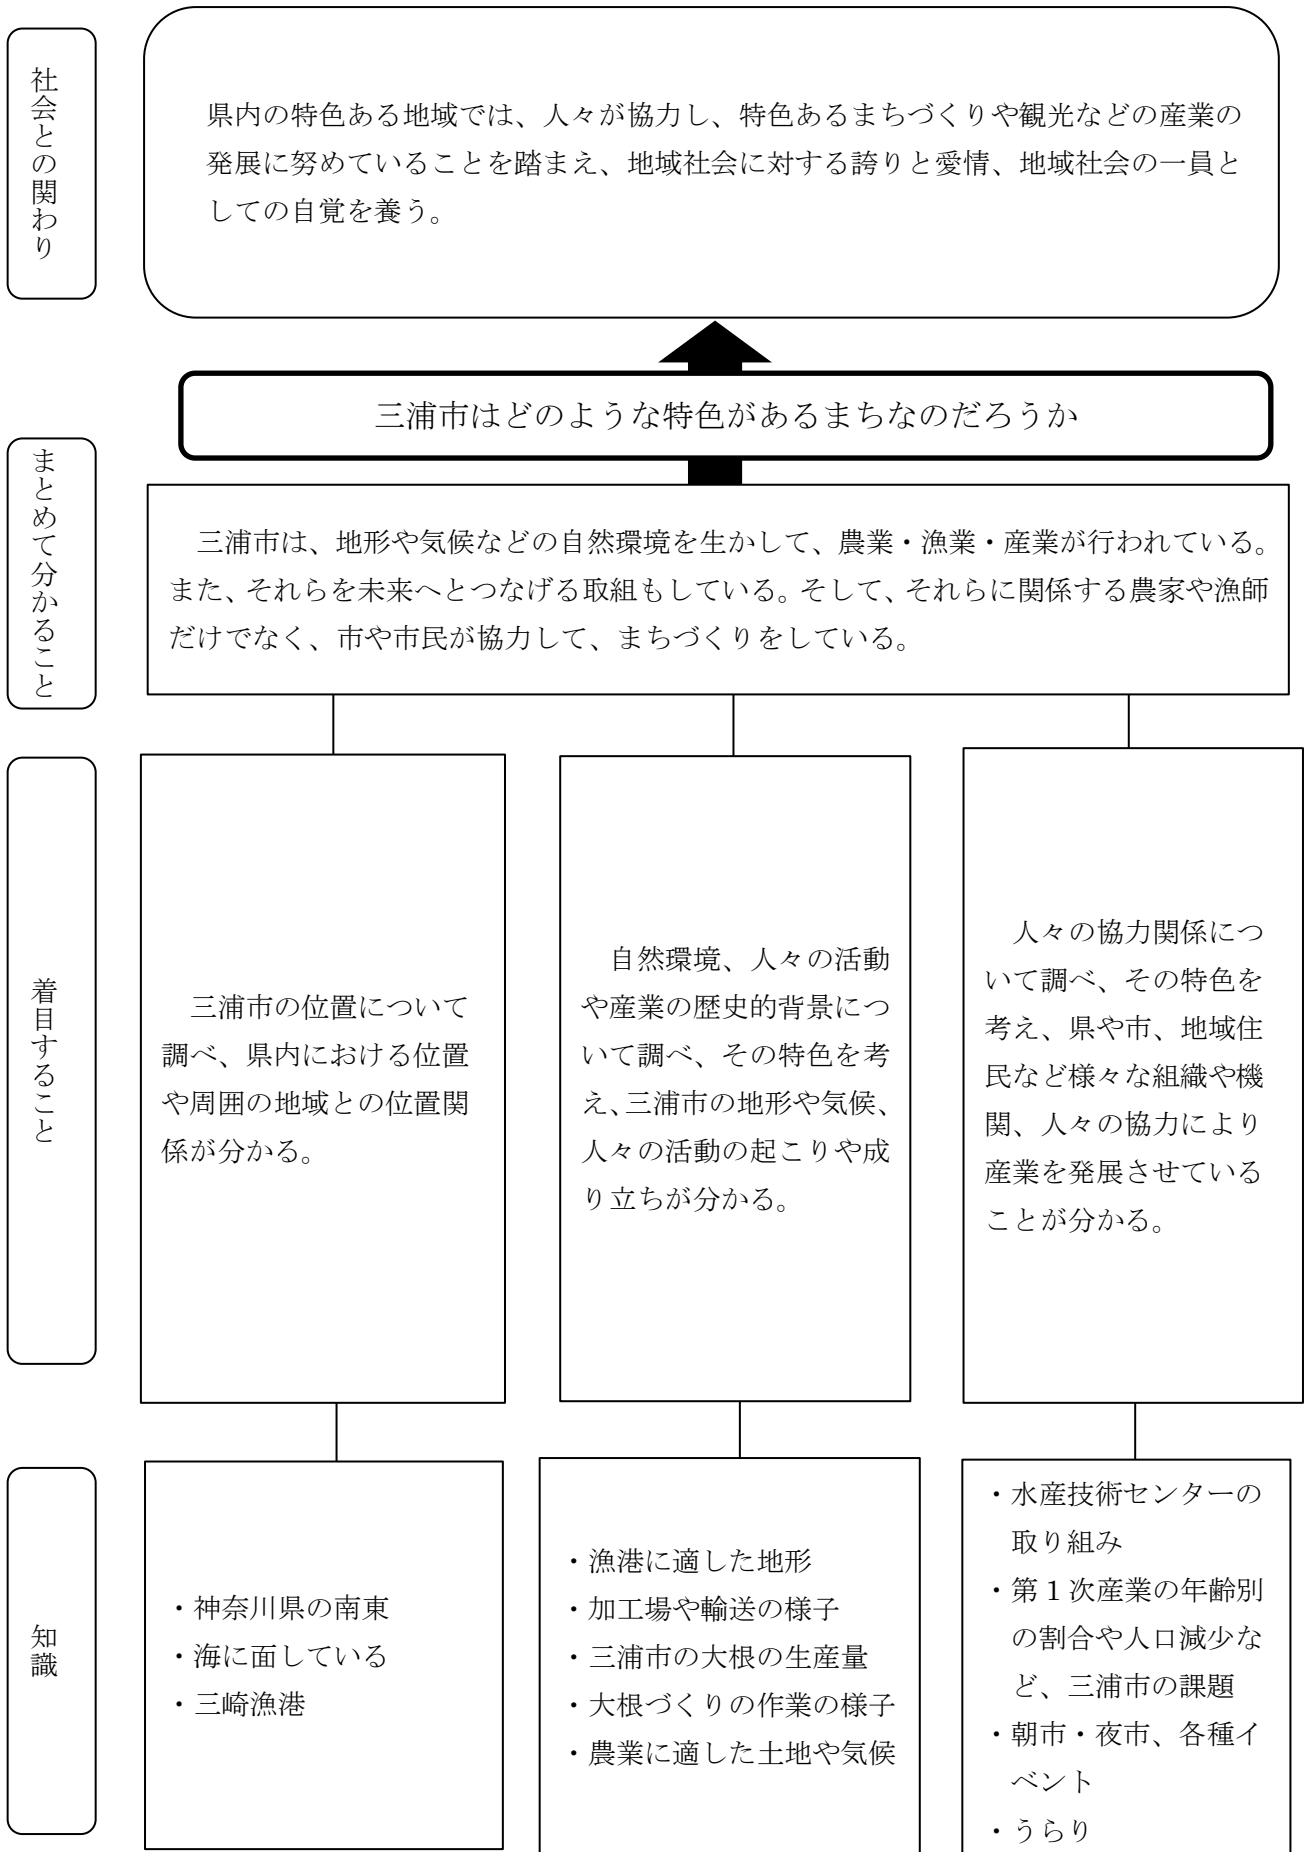 社会との関わり
県内の特色ある地域では、人々が協力し、特色あるまちづくりや観光などの産業の
発展に努めていることを踏まえ、地域社会に対する誇りと愛情、地域社会の一員と
しての自覚を養う。
三浦市はどのような特色があるまちなのだろうか
まとめて分かること
三浦市は、地形や気候などの自然環境を生かして、農業・漁業・産業が行われている。
また、それらを未来へとつなげる取組もしている。そして、それらに関係する農家や漁師
だけでなく、市や市民が協力して、まちづくりをしている。
着目すること
三浦市の位置について
調べ、県内における位置
や周囲の地域との位置関
係が分かる。
自然環境、人々の活動
や産業の歴史的背景につ
いて調べ、その特色を考
え、三浦市の地形や気候、
人々の活動の起こりや成
り立ちが分かる。
人々の協力関係につ
いて調べ、その特色を
考え、県や市、地域住
民など様々な組織や機
関、人々の協力により
産業を発展させている
ことが分かる。
知識
・神奈川県の南東
・海に面している
・三崎漁港
・漁港に適した地形
・加工場や輸送の様子
・三浦市の大根の生産量
・大根づくりの作業の様子
・農業に適した土地や気候
・水産技術センターの
取り組み
・第1次産業の年齢別
の割合や人口減少な
ど、三浦市の課題
・朝市・夜市、各種イ
ベント
・うらり